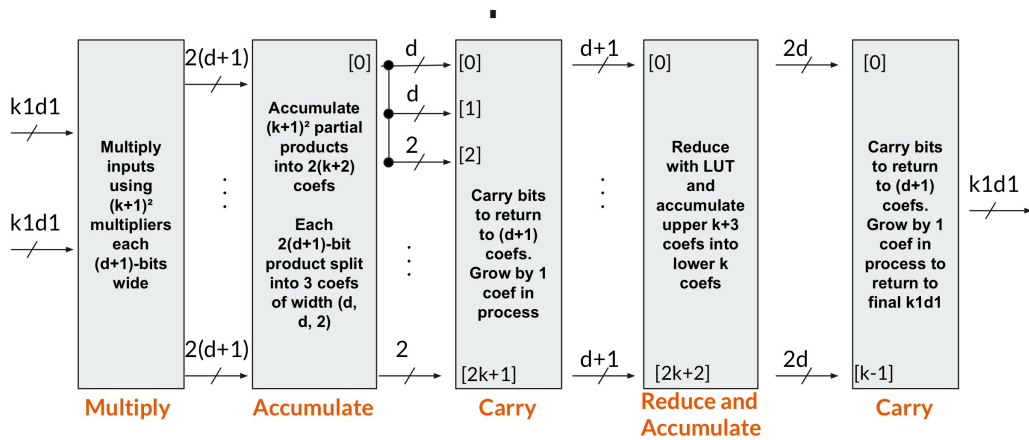 k1d1
k1d1
Multiply
inputs
using
(k+1)²
multipliers
each
(d+1)-bits
wide
Multiply
2(d+1)
2(d+1)
[0]
Accumulate
(k+1)² partial
products
into 2(k+2)
coefs
Each
2(d+1)-bit
product split
into 3 coefs
of width (d,
d, 2)
Accumulate
d
d
2
2
[0]
[1]
[2]
Carry bits
to return
to (d+1)
coefs.
Grow by 1
coef in
process
[2k+1]
Carry
d+1
d+1
[0]
Reduce
with LUT
and
accumulate
upper k+3
coefs into
lower k
coefs
[2k+2]
Reduce and
Accumulate
2d
2d
[0]
Carry bits
to return
to (d+1)
coefs.
Grow by 1
coef in
process to
return to
final k1d1
[k-1]
Carry
k1d1